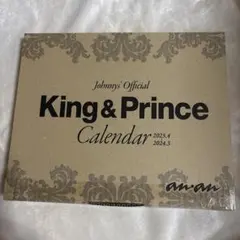 Johnnys' Official
King & Prince
Calendar 2023.4
2024.3
an·an